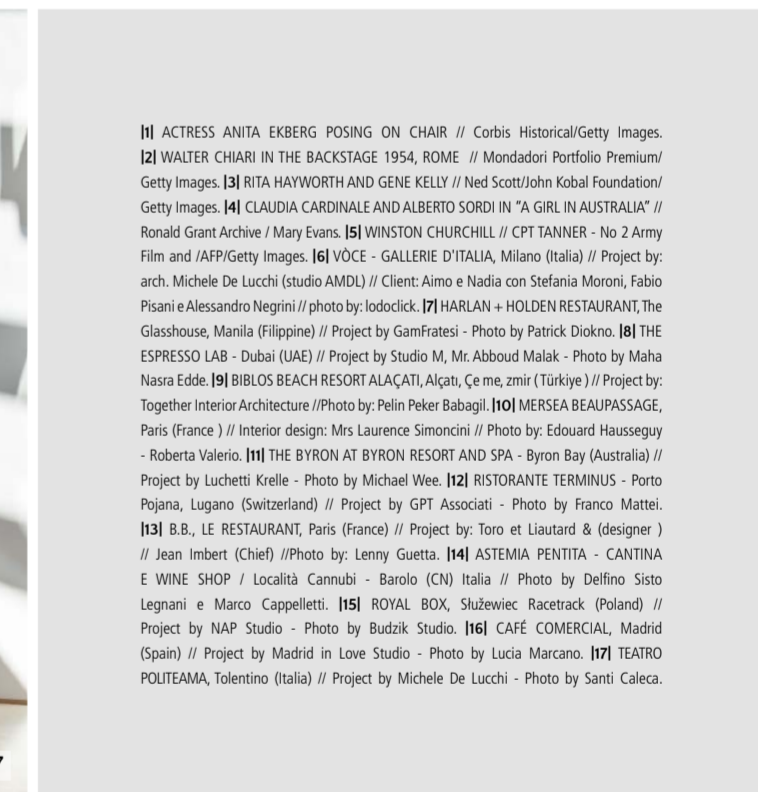 |1| ACTRESS ANITA EKBERG POSING ON CHAIR // Corbis Historical/Getty Images.
|2| WALTER CHIARI IN THE BACKSTAGE 1954, ROME // Mondadori Portfolio Premium/
Getty Images. |3| RITA HAYWORTH AND GENE KELLY // Ned Scott/John Kobal Foundation/
Getty Images. |4| CLAUDIA CARDINALE AND ALBERTO SORDI IN "A GIRL IN AUSTRALIA" //
Ronald Grant Archive / Mary Evans. |5| WINSTON CHURCHILL // CPT TANNER - No 2 Army
Film and /AFP/Getty Images. |6| VÒCE - GALLERIE D'ITALIA, Milano (Italia) // Project by:
arch. Michele De Lucchi (studio AMDL) // Client: Aimo e Nadia con Stefania Moroni, Fabio
Pisani e Alessandro Negrini // photo by: lodoclick. |7| HARLAN + HOLDEN RESTAURANT, The
Glasshouse, Manila (Filippine) // Project by GamFratesi - Photo by Patrick Diokno. |8| THE
ESPRESSO LAB - Dubai (UAE) // Project by Studio M, Mr. Abboud Malak - Photo by Maha
Nasra Edde. |9| BIBLOS BEACH RESORT ALAÇATI, Alçatı, Çe me, zmir ( Türkiye ) // Project by:
Together Interior Architecture //Photo by: Pelin Peker Babagil. |10| MERSEA BEAUPASSAGE,
Paris (France ) // Interior design: Mrs Laurence Simoncini // Photo by: Edouard Hausseguy
- Roberta Valerio. |11| THE BYRON AT BYRON RESORT AND SPA - Byron Bay (Australia) //
Project by Luchetti Krelle - Photo by Michael Wee. |12| RISTORANTE TERMINUS - Porto
Pojana, Lugano (Switzerland) // Project by GPT Associati - Photo by Franco Mattei.
|13| B.B., LE RESTAURANT, Paris (France) // Project by: Toro et Liautard & (designer )
// Jean Imbert (Chief) //Photo by: Lenny Guetta. |14| ASTEMIA PENTITA - CANTINA
E WINE SHOP / Località Cannubi - Barolo (CN) Italia // Photo by Delfino Sisto
Legnani e Marco Cappelletti. |15| ROYAL BOX, Służewiec Racetrack (Poland) //
Project by NAP Studio - Photo by Budzik Studio. |16| CAFÉ COMERCIAL, Madrid
(Spain) // Project by Madrid in Love Studio - Photo by Lucia Marcano. |17| TEATRO
POLITEAMA, Tolentino (Italia) // Project by Michele De Lucchi - Photo by Santi Caleca.